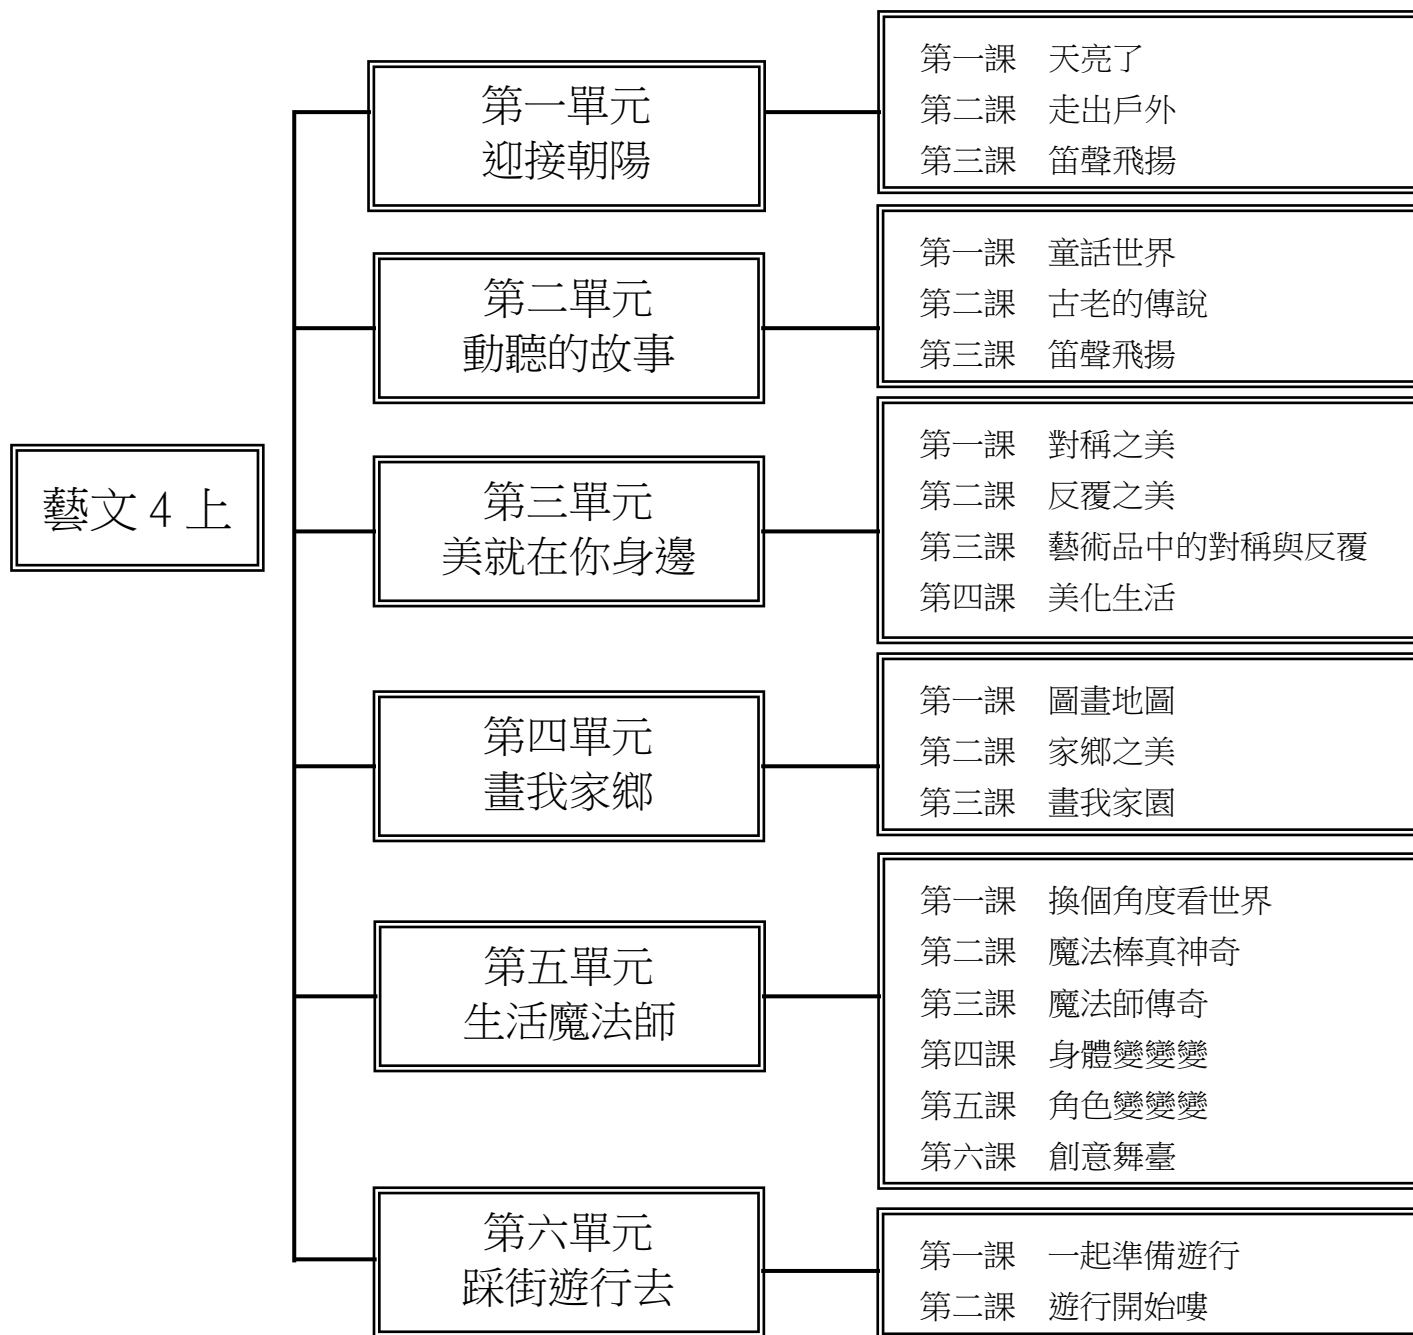 藝文 4 上
第一單元
迎接朝陽
第一課　天亮了
第二課　走出戶外
第三課　笛聲飛揚
第二單元
動聽的故事
第一課　童話世界
第二課　古老的傳說
第三課　笛聲飛揚
第三單元
美就在你身邊
第一課　對稱之美
第二課　反覆之美
第三課　藝術品中的對稱與反覆
第四課　美化生活
第四單元
畫我家鄉
第一課　圖畫地圖
第二課　家鄉之美
第三課　畫我家園
第五單元
生活魔法師
第一課　換個角度看世界
第二課　魔法棒真神奇
第三課　魔法師傳奇
第四課　身體變變變
第五課　角色變變變
第六課　創意舞臺
第六單元
踩街遊行去
第一課　一起準備遊行
第二課　遊行開始嘍